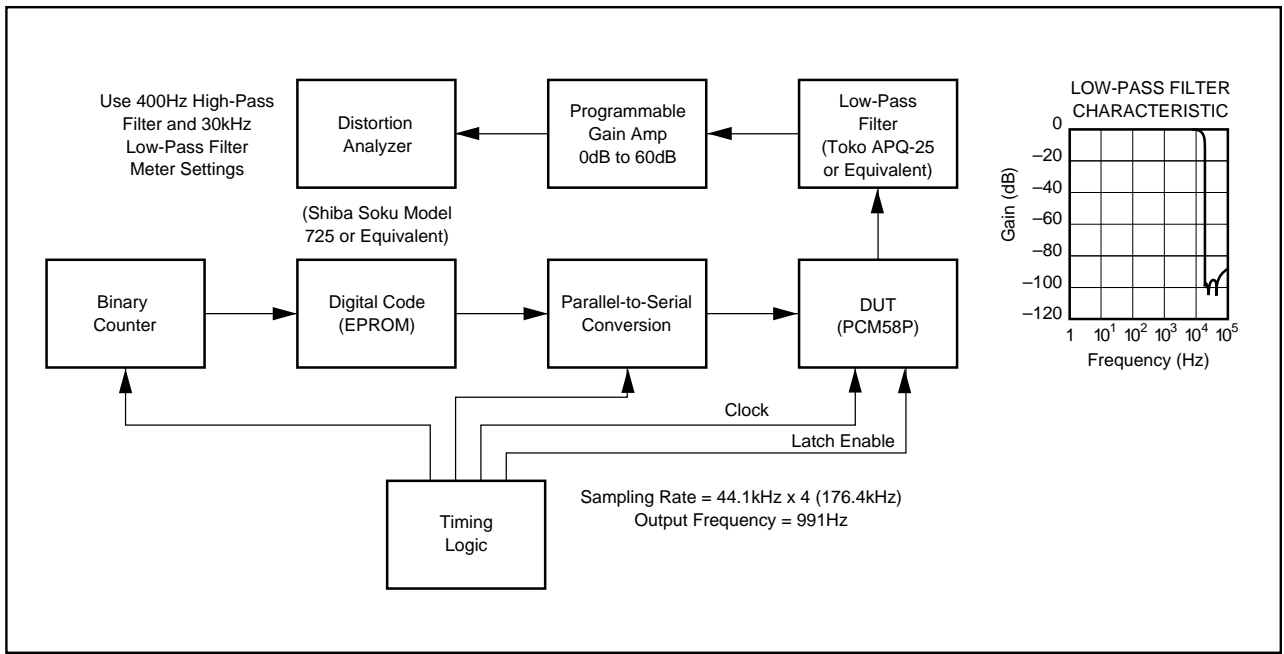 Use 400Hz High-Pass
Filter and 30kHz
Low-Pass Filter
Meter Settings
Distortion
Analyzer
Programmable
Gain Amp
0dB to 60dB
Low-Pass
Filter
(Toko APQ-25
or Equivalent)
LOW-PASS FILTER
CHARACTERISTIC
0
–20
–40
–60
–80
–100
–120
Gain (dB)
1
10¹
10²
10³
10⁴
10⁵
Frequency (Hz)
(Shiba Soku Model
725 or Equivalent)
Binary
Counter
Digital Code
(EPROM)
Parallel-to-Serial
Conversion
DUT
(PCM58P)
Clock
Latch Enable
Timing
Logic
Sampling Rate = 44.1kHz x 4 (176.4kHz)
Output Frequency = 991Hz